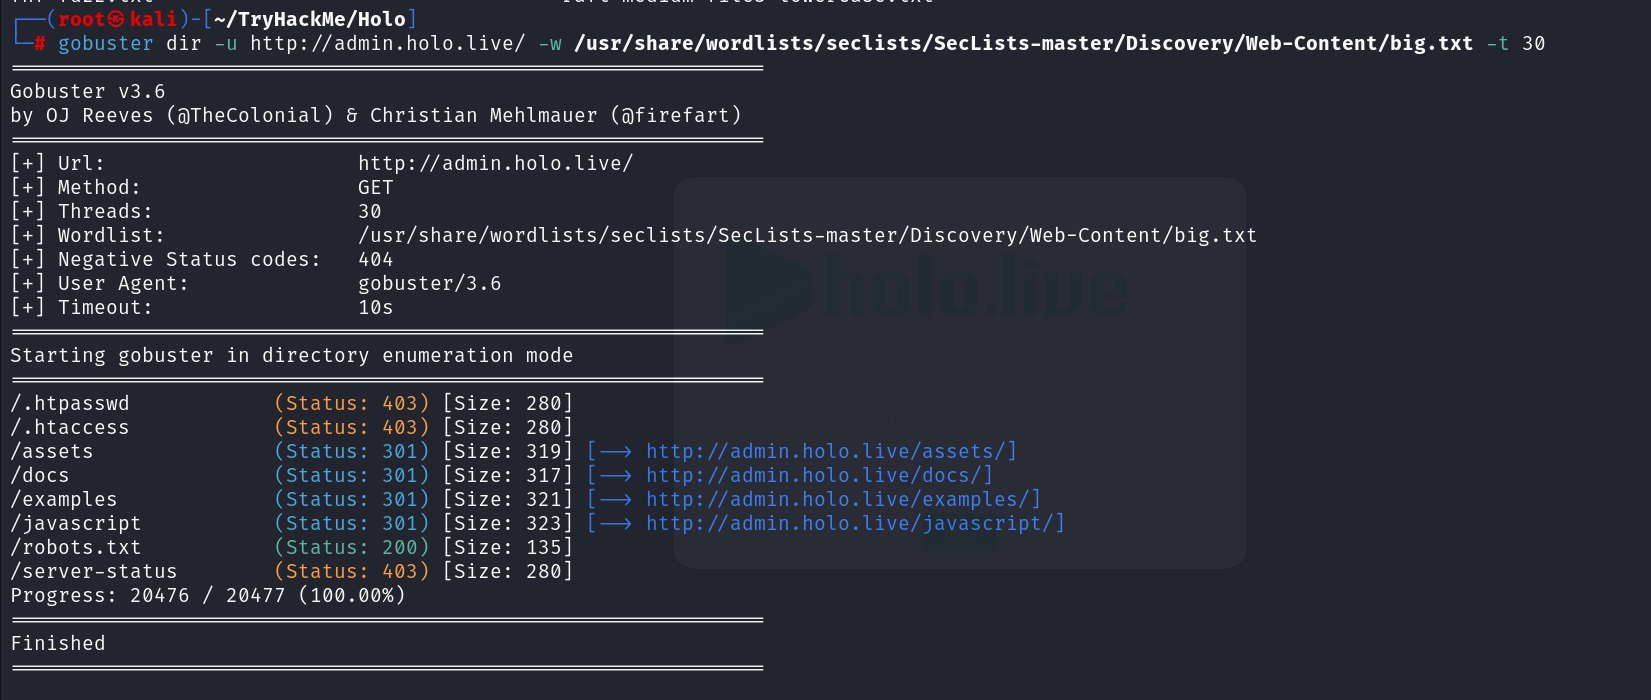 ┌──(root㉿kali)-[~/TryHackMe/Holo]
└─# gobuster dir -u http://admin.holo.live/ -w /usr/share/wordlists/seclists/SecLists-master/Discovery/Web-Content/big.txt -t 30
===============================================================
Gobuster v3.6
by OJ Reeves (@TheColonial) & Christian Mehlmauer (@firefart)
===============================================================
[+] Url:                     http://admin.holo.live/
[+] Method:                  GET
[+] Threads:                 30
[+] Wordlist:                /usr/share/wordlists/seclists/SecLists-master/Discovery/Web-Content/big.txt
[+] Negative Status codes:   404
[+] User Agent:              gobuster/3.6
[+] Timeout:                 10s
===============================================================
Starting gobuster in directory enumeration mode
===============================================================
/.htpasswd            (Status: 403) [Size: 280]
/.htaccess            (Status: 403) [Size: 280]
/assets               (Status: 301) [Size: 319] [--> http://admin.holo.live/assets/]
/docs                 (Status: 301) [Size: 317] [--> http://admin.holo.live/docs/]
/examples             (Status: 301) [Size: 321] [--> http://admin.holo.live/examples/]
/javascript           (Status: 301) [Size: 323] [--> http://admin.holo.live/javascript/]
/robots.txt           (Status: 200) [Size: 135]
/server-status        (Status: 403) [Size: 280]
Progress: 20476 / 20477 (100.00%)
===============================================================
Finished
===============================================================
holo.live